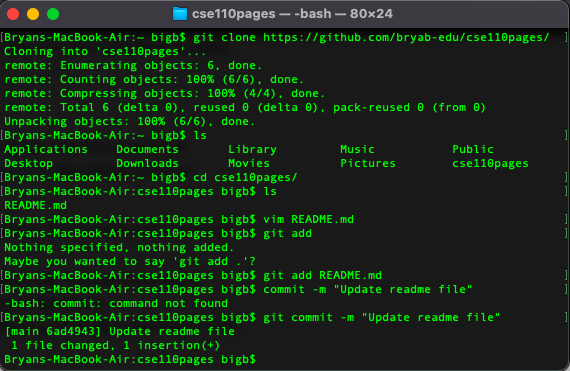 cse110pages — -bash — 80×24
[Bryans-MacBook-Air:~ bigb$ git clone https://github.com/bryab-edu/cse110pages/ ]
Cloning into 'cse110pages'...
remote: Enumerating objects: 6, done.
remote: Counting objects: 100% (6/6), done.
remote: Compressing objects: 100% (4/4), done.
remote: Total 6 (delta 0), reused 0 (delta 0), pack-reused 0 (from 0)
Unpacking objects: 100% (6/6), done.
[Bryans-MacBook-Air:~ bigb$ ls ]
Applications Documents Library Music Public
Desktop Downloads Movies Pictures cse110pages
[Bryans-MacBook-Air:~ bigb$ cd cse110pages/ ]
[Bryans-MacBook-Air:cse110pages bigb$ ls ]
README.md
[Bryans-MacBook-Air:cse110pages bigb$ vim README.md ]
[Bryans-MacBook-Air:cse110pages bigb$ git add ]
Nothing specified, nothing added.
Maybe you wanted to say 'git add .'?
[Bryans-MacBook-Air:cse110pages bigb$ git add README.md ]
[Bryans-MacBook-Air:cse110pages bigb$ commit -m "Update readme file" ]
-bash: commit: command not found
[Bryans-MacBook-Air:cse110pages bigb$ git commit -m "Update readme file" ]
[main 6ad4943] Update readme file
1 file changed, 1 insertion(+)
Bryans-MacBook-Air:cse110pages bigb$